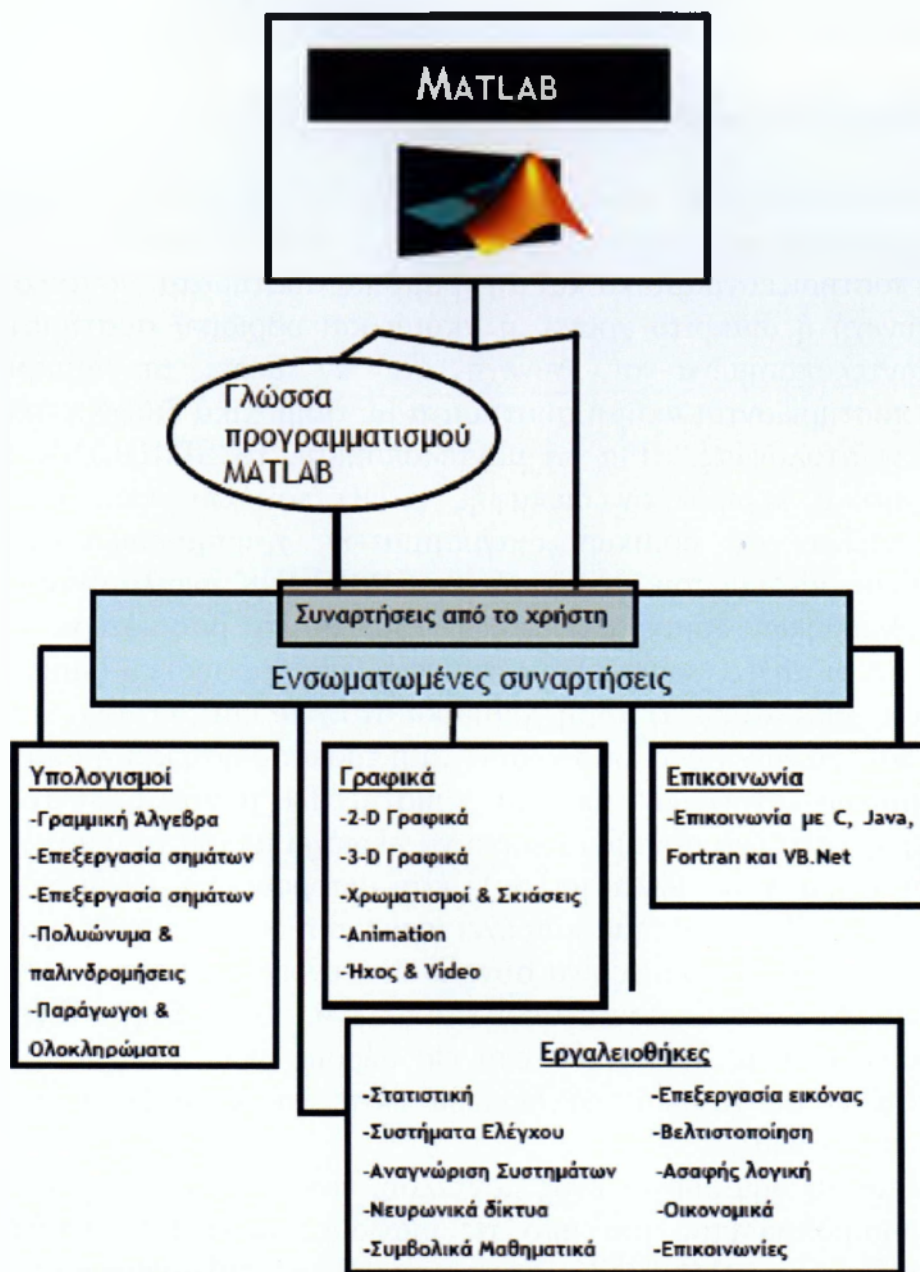 MATLAB
Γλώσσα
προγραμματισμού
MATLAB
Συναρτήσεις από το χρήστη
Ενσωματωμένες συναρτήσεις
Υπολογισμοί
-Γραμμική Άλγεβρα
-Επεξεργασία σημάτων
-Επεξεργασία σημάτων
-Πολυώνυμα &
παλινδρομήσεις
-Παράγωγοι &
Ολοκληρώματα
Γραφικά
-2-D Γραφικά
-3-D Γραφικά
-Χρωματισμοί & Σκιάσεις
-Animation
-Ήχος & Video
Επικοινωνία
-Επικοινωνία με C, Java,
Fortran και VB.Net
Εργαλειοθήκες
-Στατιστική
-Συστήματα Ελέγχου
-Αναγνώριση Συστημάτων
-Νευρωνικά δίκτυα
-Συμβολικά Μαθηματικά
-Επεξεργασία εικόνας
-Βελτιστοποίηση
-Ασαφής λογική
-Οικονομικά
-Επικοινωνίες